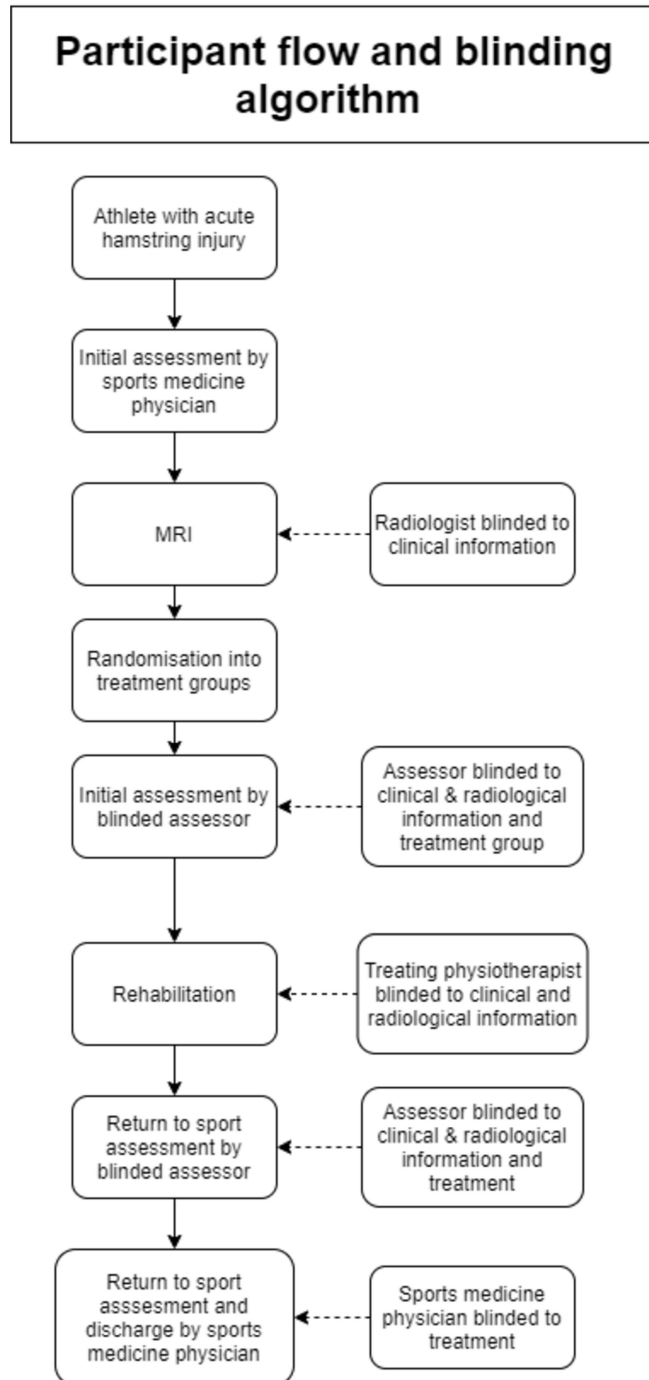 Participant flow and blinding
algorithm
Athlete with acute
hamstring injury
Initial assessment by
sports medicine
physician
MRI
Radiologist blinded to
clinical information
Randomisation into
treatment groups
Initial assessment by
blinded assessor
Assessor blinded to
clinical & radiological
information and
treatment group
Rehabilitation
Treating physiotherapist
blinded to clinical and
radiological information
Return to sport
assessment by
blinded assessor
Assessor blinded to
clinical & radiological
information and
treatment
Return to sport
asssesment and
discharge by sports
medicine physician
Sports medicine
physician blinded to
treatment